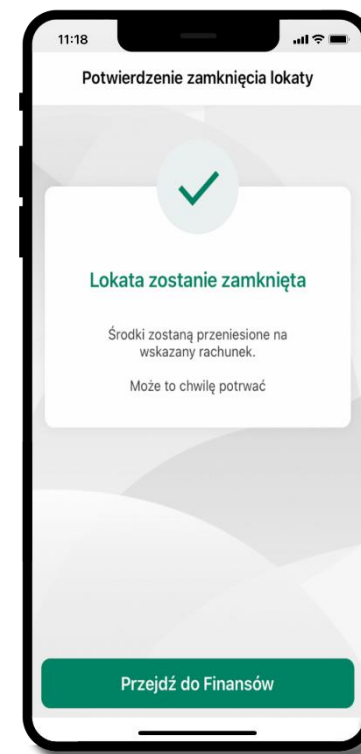 11:18
Potwierdzenie zamknięcia lokaty
Lokata zostanie zamknięta
Środki zostaną przeniesione na
wskazany rachunek.
Może to chwilę potrwać
Przejdź do Finansów